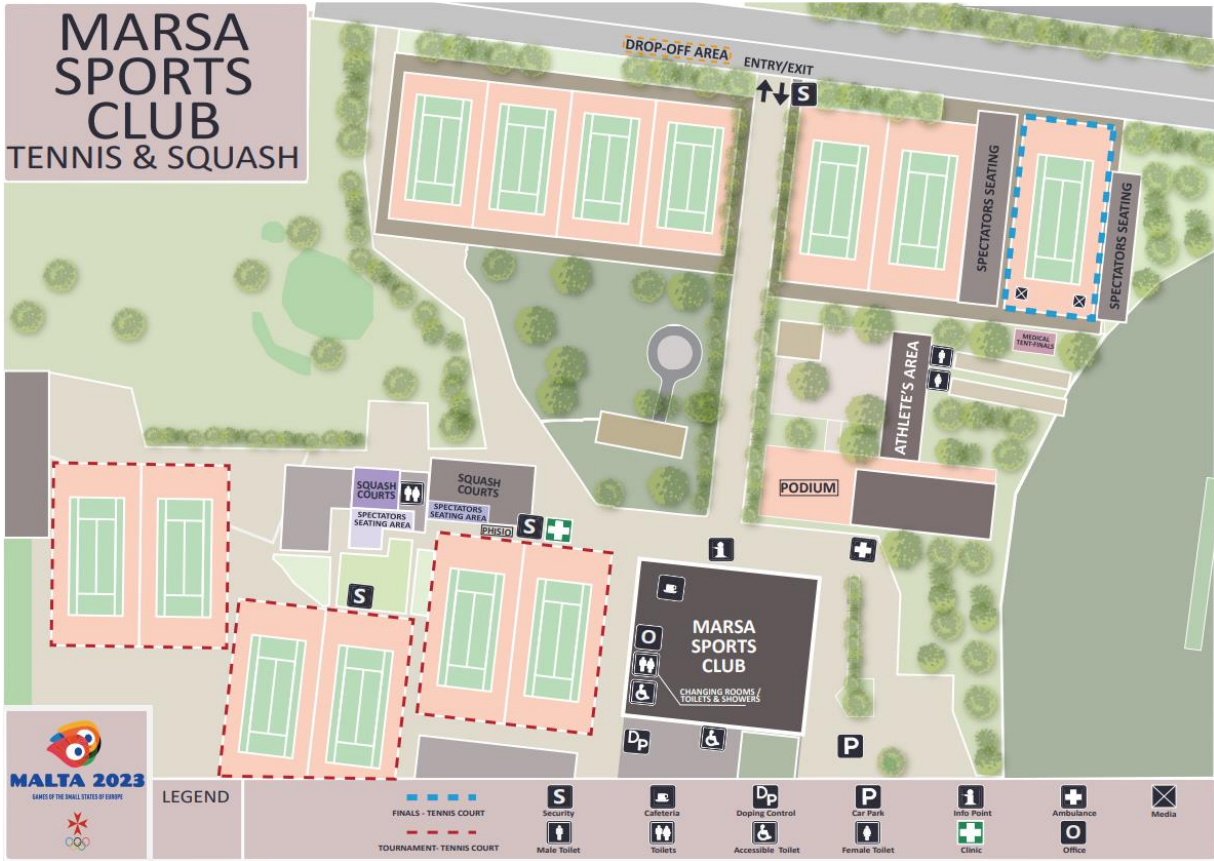 MARSA
SPORTS
CLUB
TENNIS & SQUASH
DROP-OFF AREA
ENTRY/EXIT
S
SPECTATORS SEATING
SPECTATORS SEATING
MEDICAL
TENT-FINALS
ATHLETE'S AREA
PODIUM
SQUASH
COURTS
SQUASH
COURTS
SPECTATORS
SEATING AREA
SPECTATORS
SEATING AREA
PHISIO
S
S
MARSA
SPORTS
CLUB
O
CHANGING ROOMS /
TOILETS & SHOWERS
DP
P
MALTA 2023
GAMES OF THE SMALL STATES OF EUROPE
LEGEND
FINALS - TENNIS COURT
TOURNAMENT- TENNIS COURT
S
Security
Cafeteria
DP
Doping Control
P
Car Park
Info Point
Ambulance
Media
Male Toilet
Toilets
Accessible Toilet
Female Toilet
Clinic
O
Office